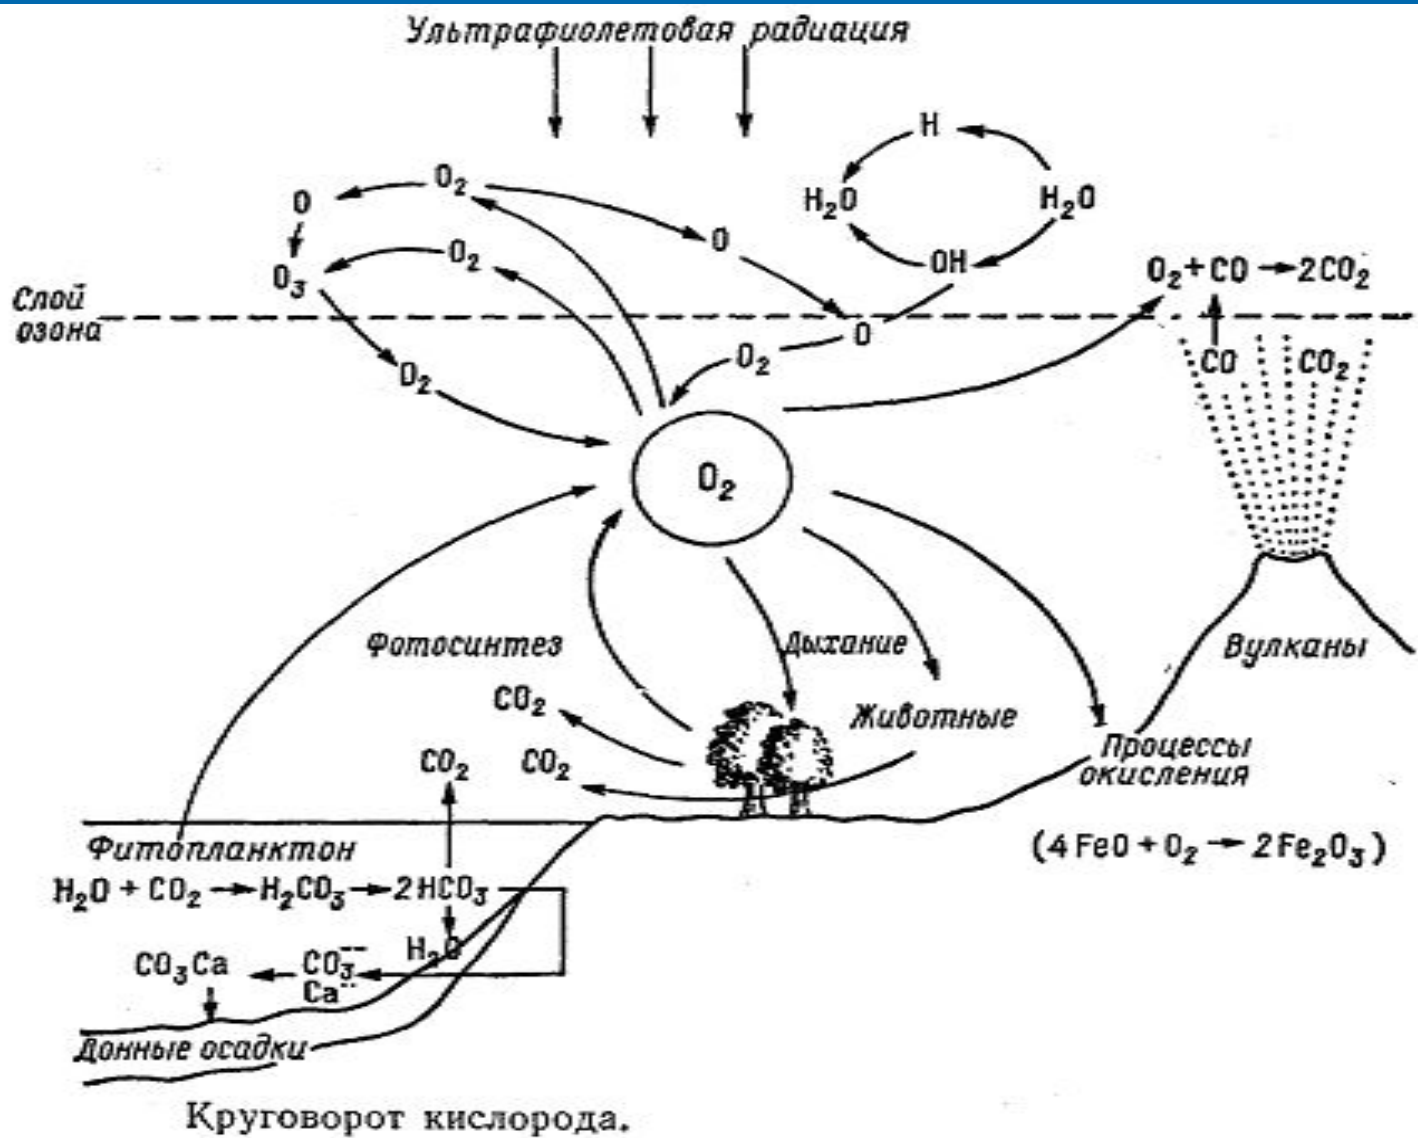 Ультрафиолетовая радиация
H
H₂O
H₂O
OH
O₂
O
O
O₂
O₃
O₂ + CO → 2CO₂
Слой
озона
O
O₂
O₂
CO
CO₂
O₂
Фотосинтез
Дыхание
Вулканы
CO₂
Животные
CO₂
CO₂
Процессы
окисления
Фитопланктон
(4 FeO + O₂ → 2Fe₂O₃)
H₂O + CO₂ → H₂CO₃ → 2HCO₃
H₂O
CO₃Ca ← CO₃⁻⁻
Ca··
Донные осадки
Круговорот кислорода.